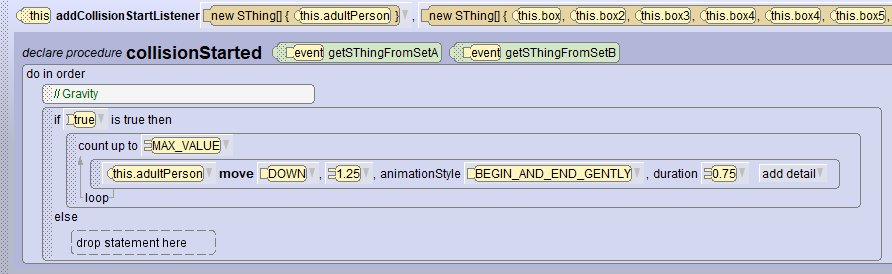 this addCollisionStartListener new SThing[] { this.adultPerson } , new SThing[] { this.box, this.box2, this.box3, this.box4, this.box4, this.box5,
declare procedure collisionStarted event getSThingFromSetA event getSThingFromSetB
do in order
// Gravity
if true is true then
count up to MAX_VALUE
this.adultPerson move DOWN , 1.25 , animationStyle BEGIN_AND_END_GENTLY , duration 0.75 add detail
loop
else
drop statement here